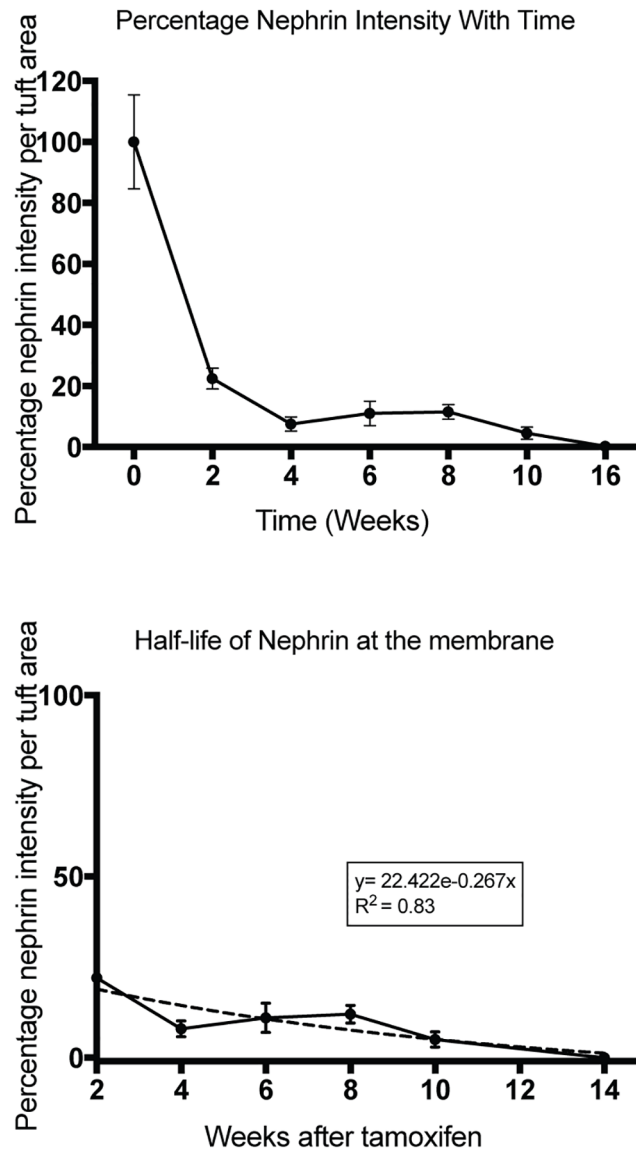 Percentage Nephrin Intensity With Time
Percentage nephrin intensity per tuft area
120
100
80
60
40
20
0
0 2 4 6 8 10 16
Time (Weeks)
Half-life of Nephrin at the membrane
Percentage nephrin intensity per tuft area
100
50
0
y= 22.422e-0.267x
R² = 0.83
2 4 6 8 10 12 14
Weeks after tamoxifen